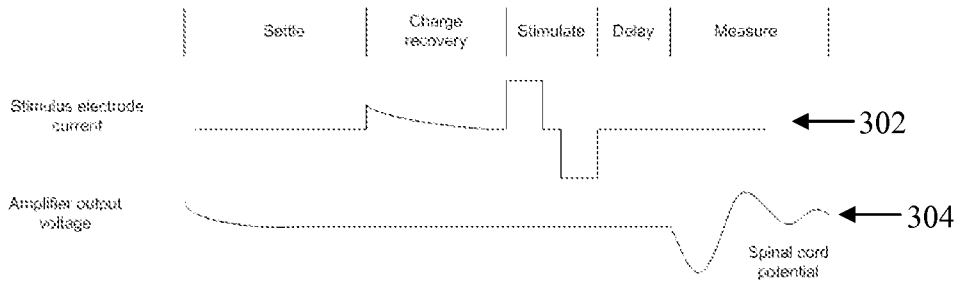 Settle
Charge
recovery
Stimulate
Delay
Measure
Stimulus electrode
current
302
Amplifier output
voltage
304
Spinal cord
potential